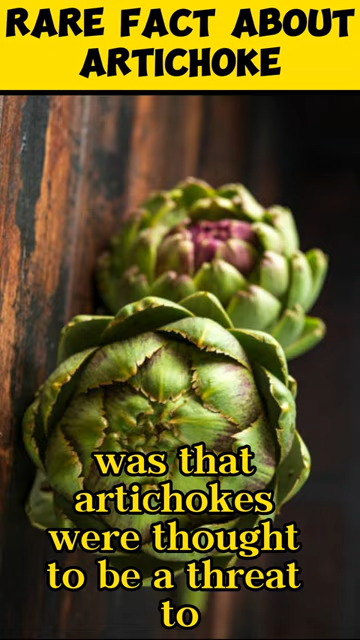 RARE FACT ABOUT
ARTICHOKE
was that
artichokes
were thought
to be a threat
to